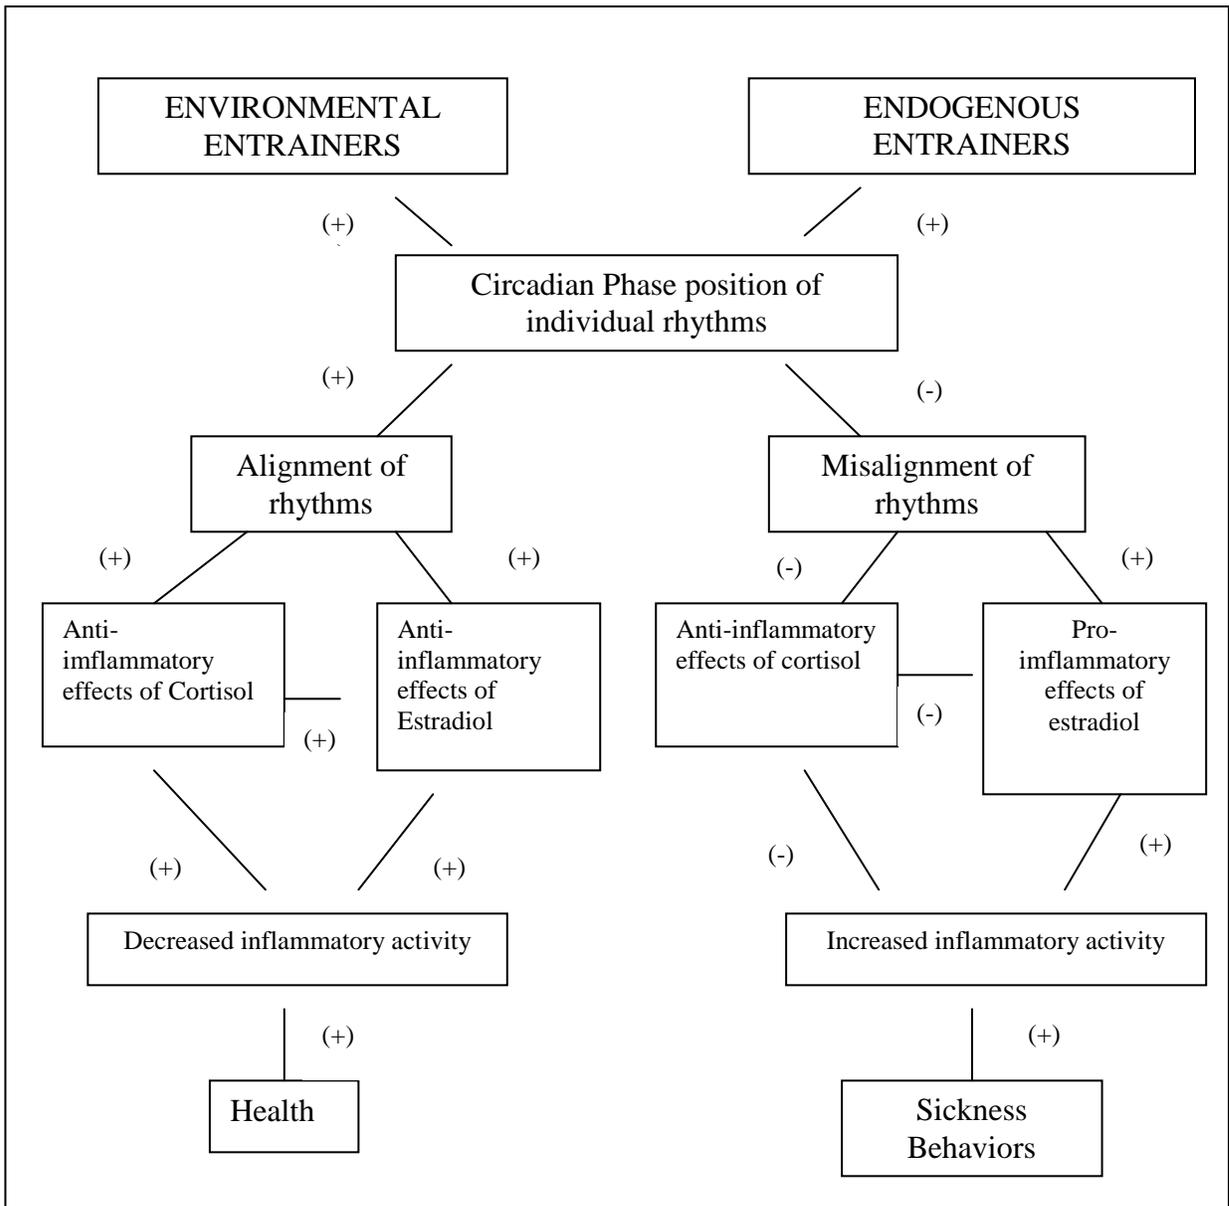 ENVIRONMENTAL
ENTRAINERS
ENDOGENOUS
ENTRAINERS
(+)
(+)
Circadian Phase position of
individual rhythms
(+)
(-)
Alignment of
rhythms
Misalignment of
rhythms
(+)
(+)
(-)
(+)
Anti-
imflammatory
effects of Cortisol
Anti-
inflammatory
effects of
Estradiol
Anti-inflammatory
effects of cortisol
Pro-
imflammatory
effects of
estradiol
(+)
(-)
(+)
(+)
(-)
(+)
Decreased inflammatory activity
Increased inflammatory activity
(+)
(+)
Health
Sickness
Behaviors